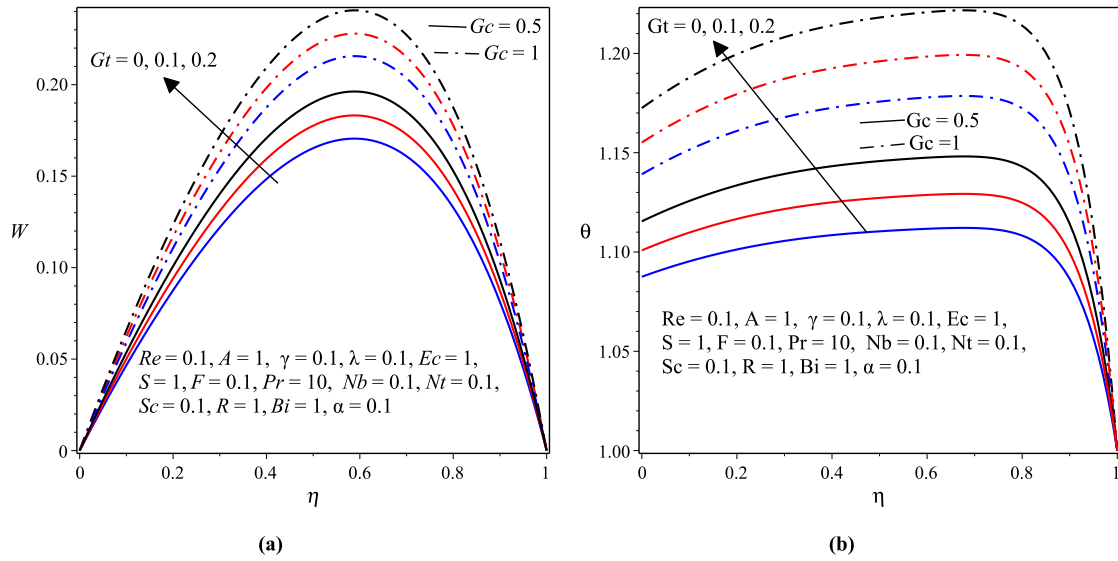 Gc = 0.5
Gc = 1
Gt = 0, 0.1, 0.2
0.20
0.15
W
0.10
0.05
0
Re = 0.1, A = 1, γ = 0.1, λ = 0.1, Ec = 1,
S = 1, F = 0.1, Pr = 10, Nb = 0.1, Nt = 0.1,
Sc = 0.1, R = 1, Bi = 1, α = 0.1
0 0.2 0.4 0.6 0.8 1
η
(a)
Gt = 0, 0.1, 0.2
1.20
1.15
Gc = 0.5
Gc =1
θ
1.10
1.05
1.00
Re = 0.1, A = 1, γ = 0.1, λ = 0.1, Ec = 1,
S = 1, F = 0.1, Pr = 10, Nb = 0.1, Nt = 0.1,
Sc = 0.1, R = 1, Bi = 1, α = 0.1
0 0.2 0.4 0.6 0.8 1
η
(b)